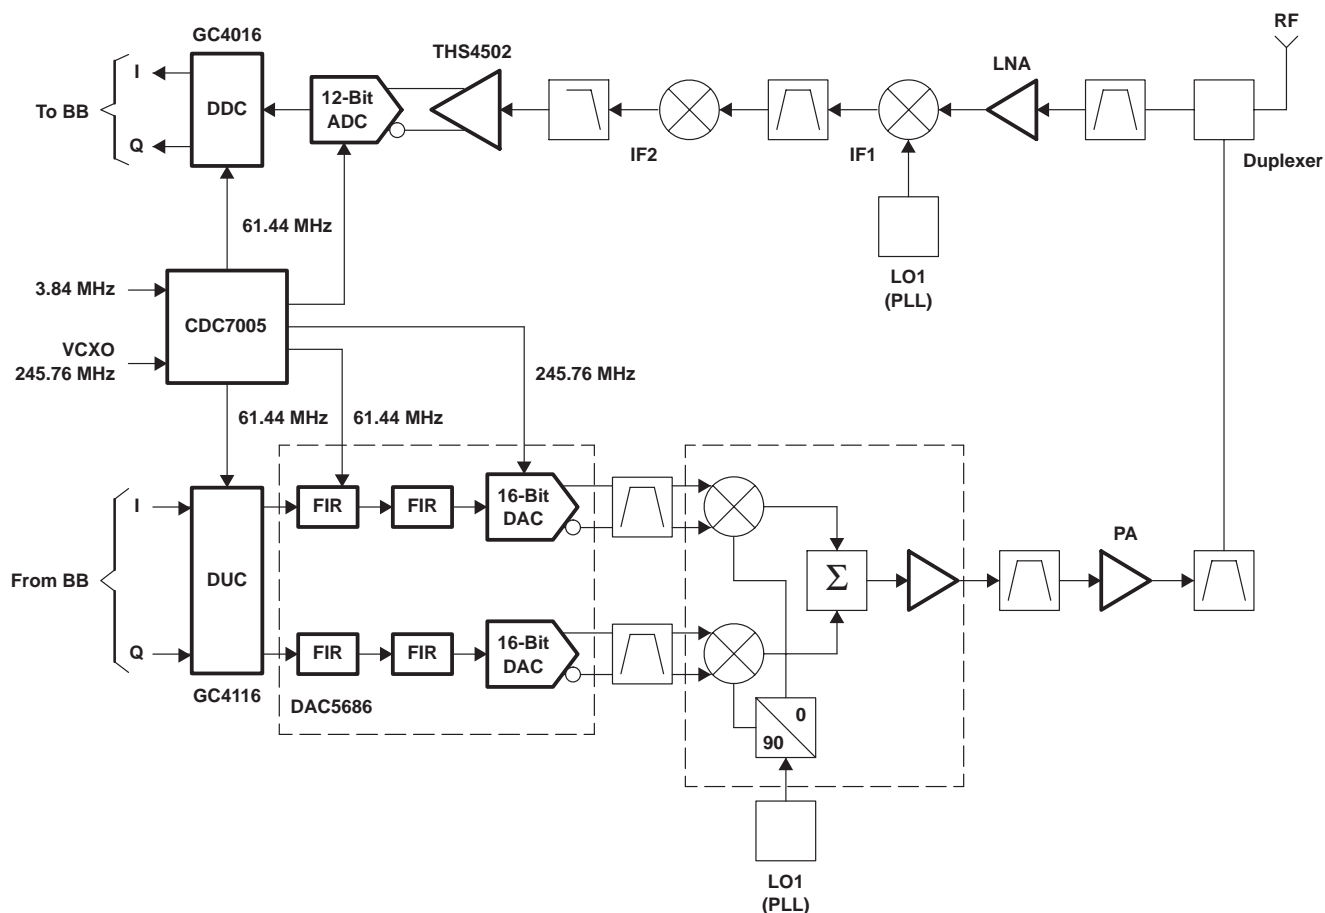 RF
GC4016
THS4502
LNA
I
To BB
DDC
12-Bit
ADC
Q
IF2
IF1
Duplexer
61.44 MHz
LO1
(PLL)
3.84 MHz
CDC7005
VCXO
245.76 MHz
245.76 MHz
61.44 MHz
61.44 MHz
I
FIR
FIR
16-Bit
DAC
PA
From BB
DUC
Σ
Q
FIR
FIR
16-Bit
DAC
GC4116
DAC5686
0
90
LO1
(PLL)